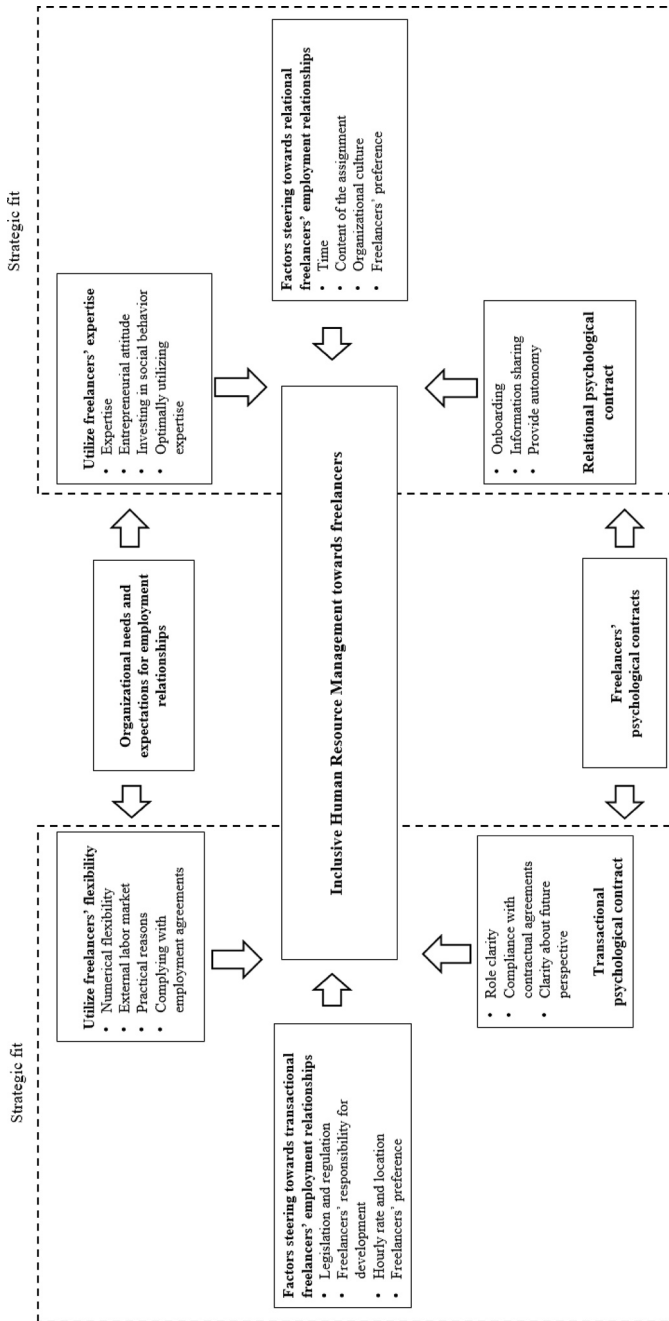 Strategic fit
Strategic fit
Utilize freelancers’ flexibility
• Numerical flexibility
• External labor market
• Practical reasons
• Complying with
employment agreements
Organizational needs and
expectations for employment
relationships
Utilize freelancers’ expertise
• Expertise
• Entrepreneurial attitude
• Investing in social behavior
• Optimally utilizing
expertise
Factors steering towards transactional
freelancers’ employment relationships
• Legislation and regulation
• Freelancers’ responsibility for
development
• Hourly rate and location
• Freelancers’ preference
Inclusive Human Resource Management towards freelancers
Factors steering towards relational
freelancers’ employment relationships
• Time
• Content of the assignment
• Organizational culture
• Freelancers’ preference
• Role clarity
• Compliance with
contractual agreements
• Clarity about future
perspective
Transactional
psychological contract
Freelancers’
psychological contracts
• Onboarding
• Information sharing
• Provide autonomy
Relational psychological
contract